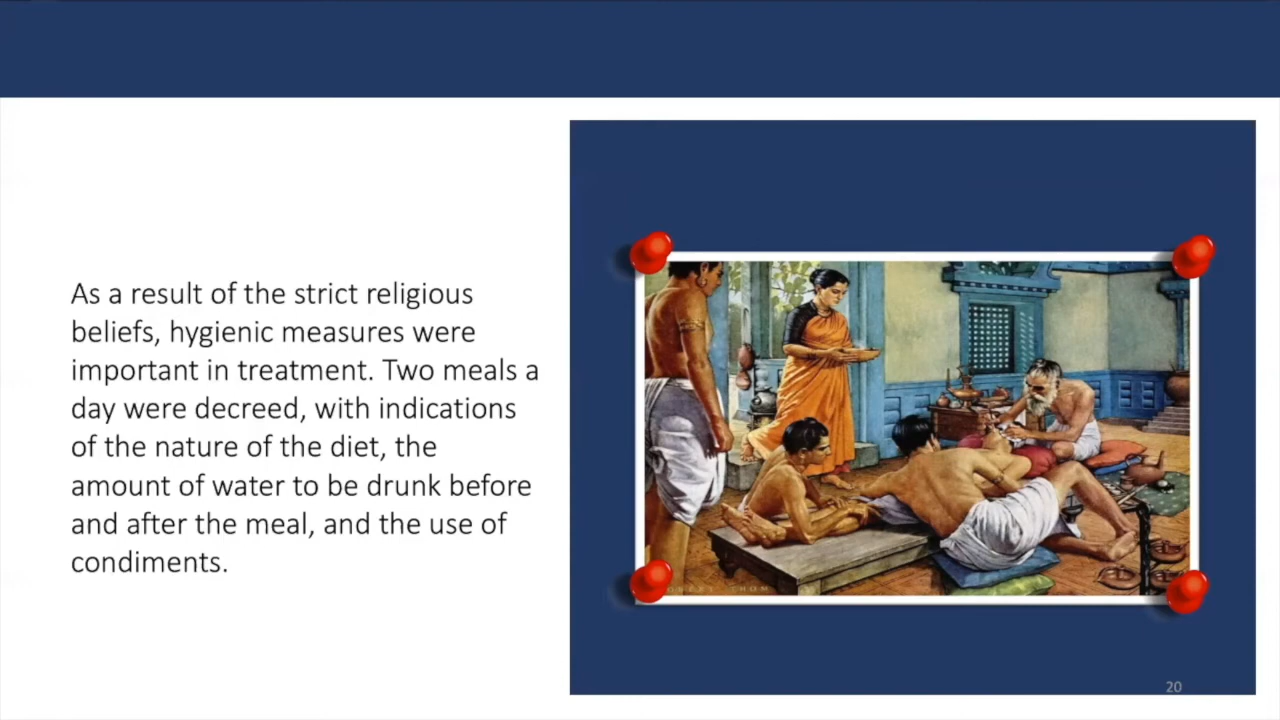 As a result of the strict religious
beliefs, hygienic measures were
important in treatment. Two meals a
day were decreed, with indications
of the nature of the diet, the
amount of water to be drunk before
and after the meal, and the use of
condiments.
THOM
20